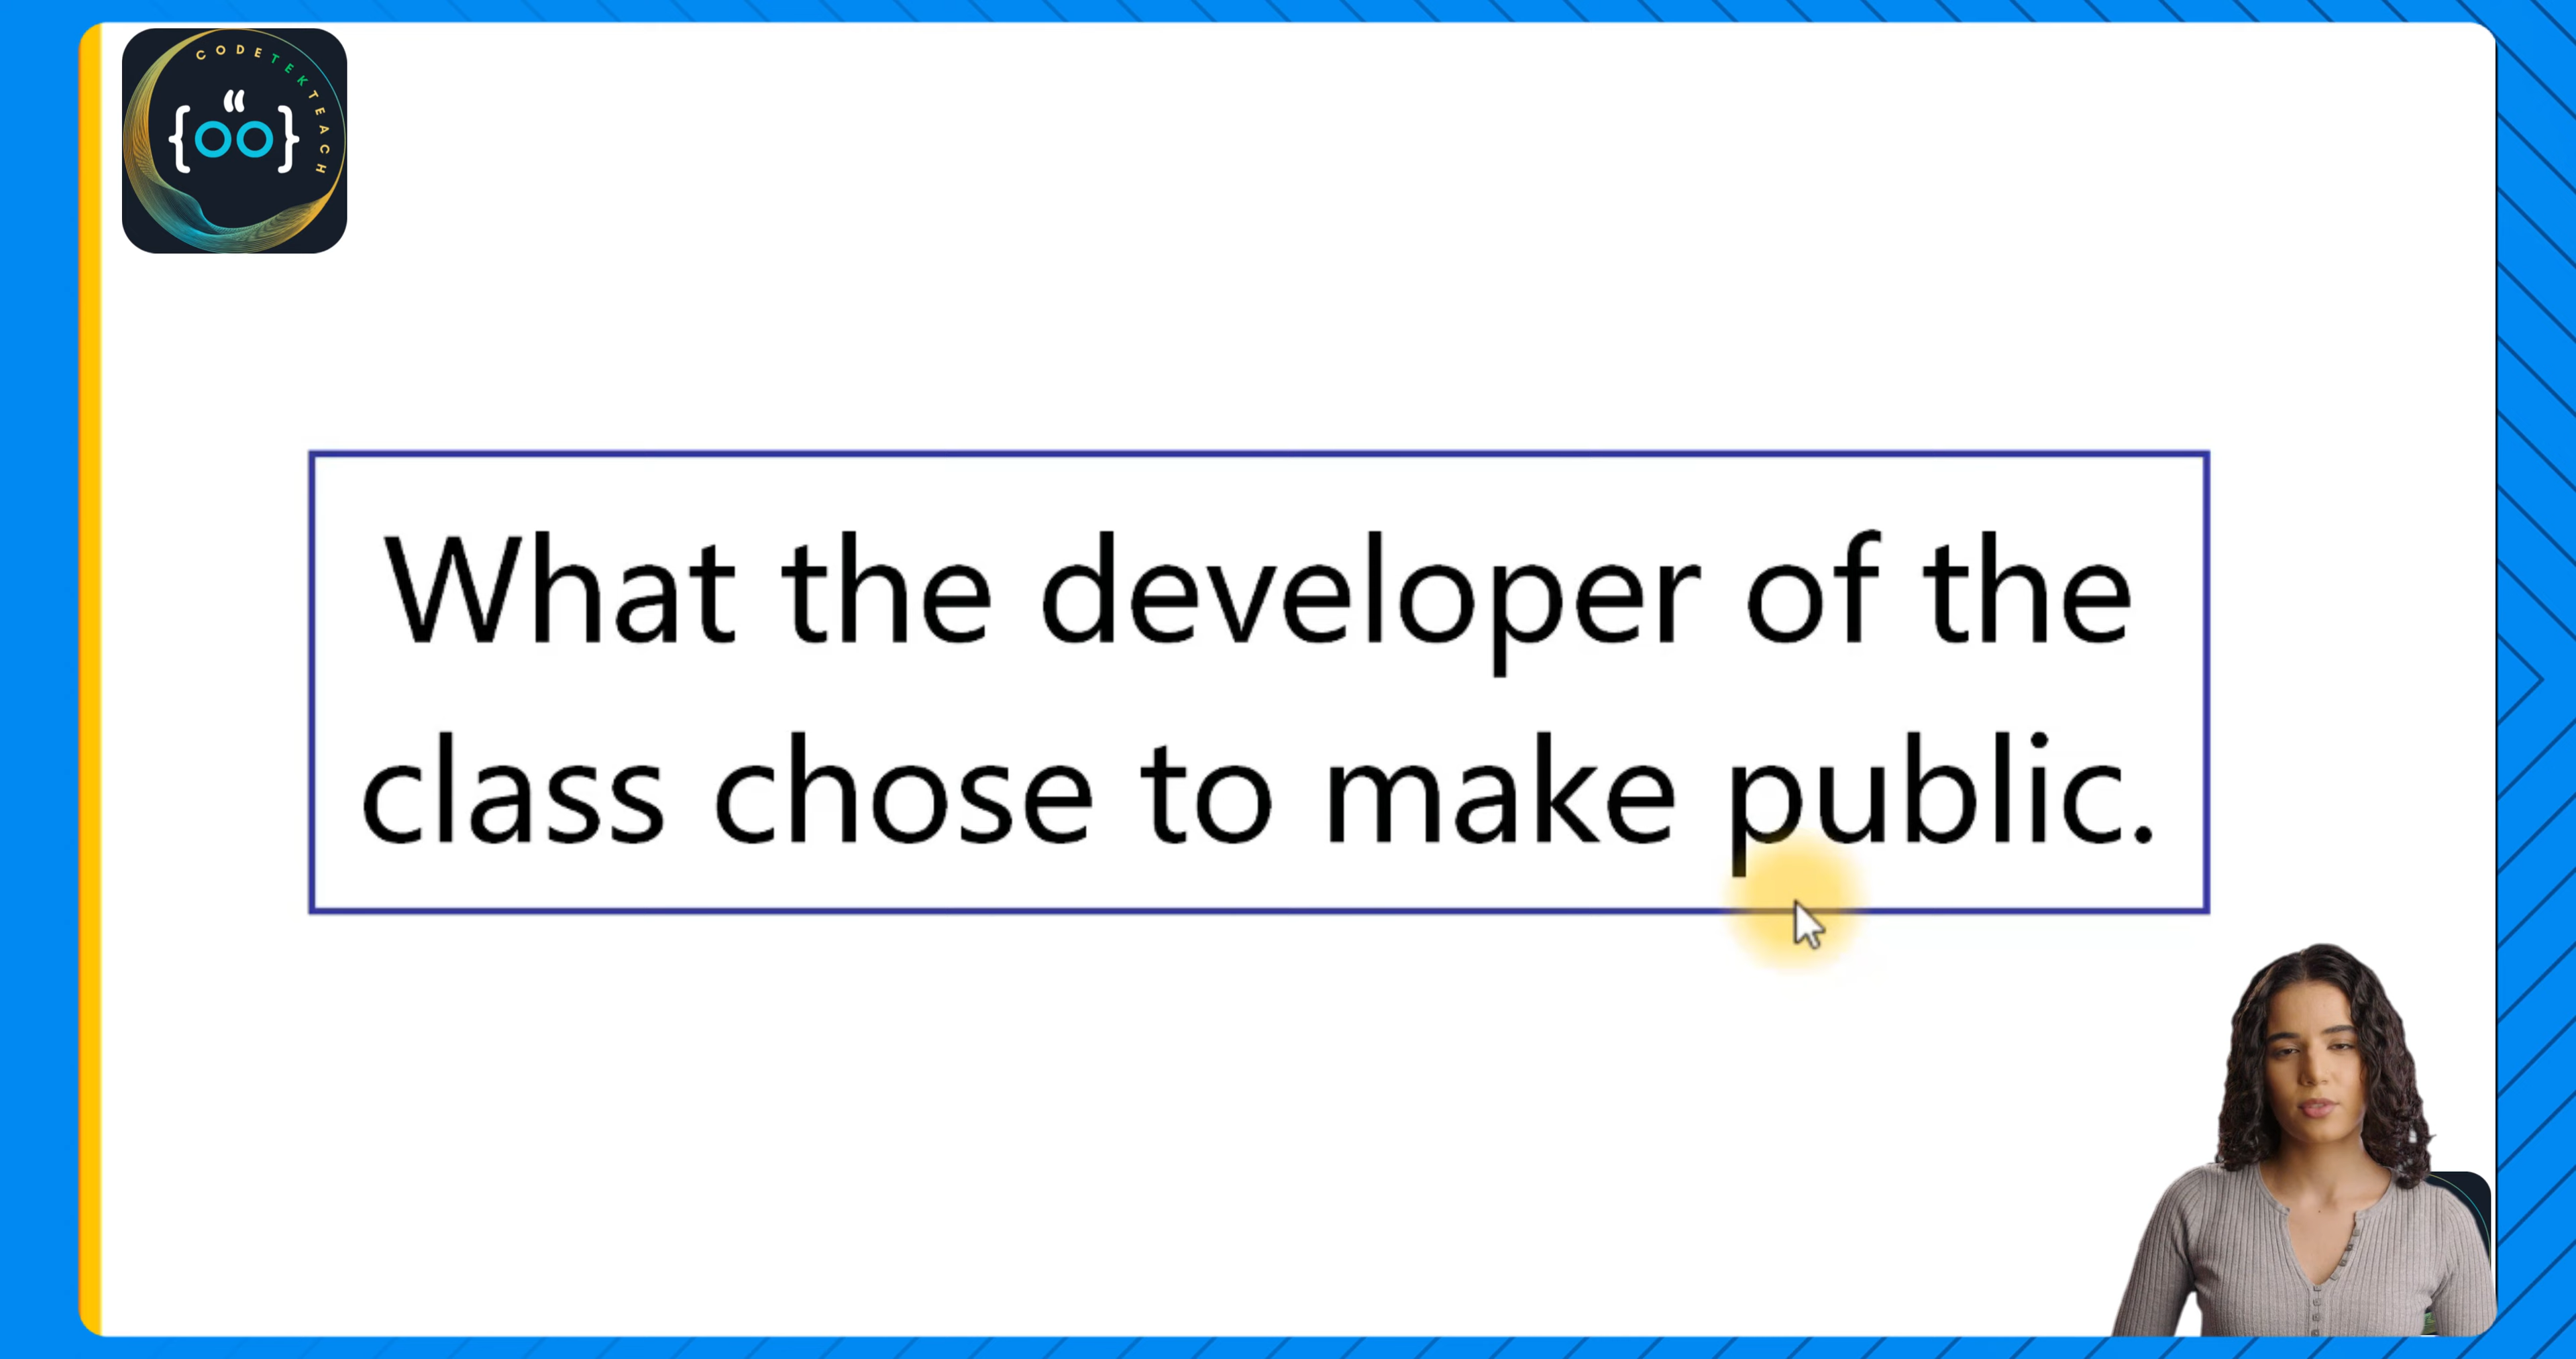 CODETEKTEACH
{oo}
What the developer of the
class chose to make public.